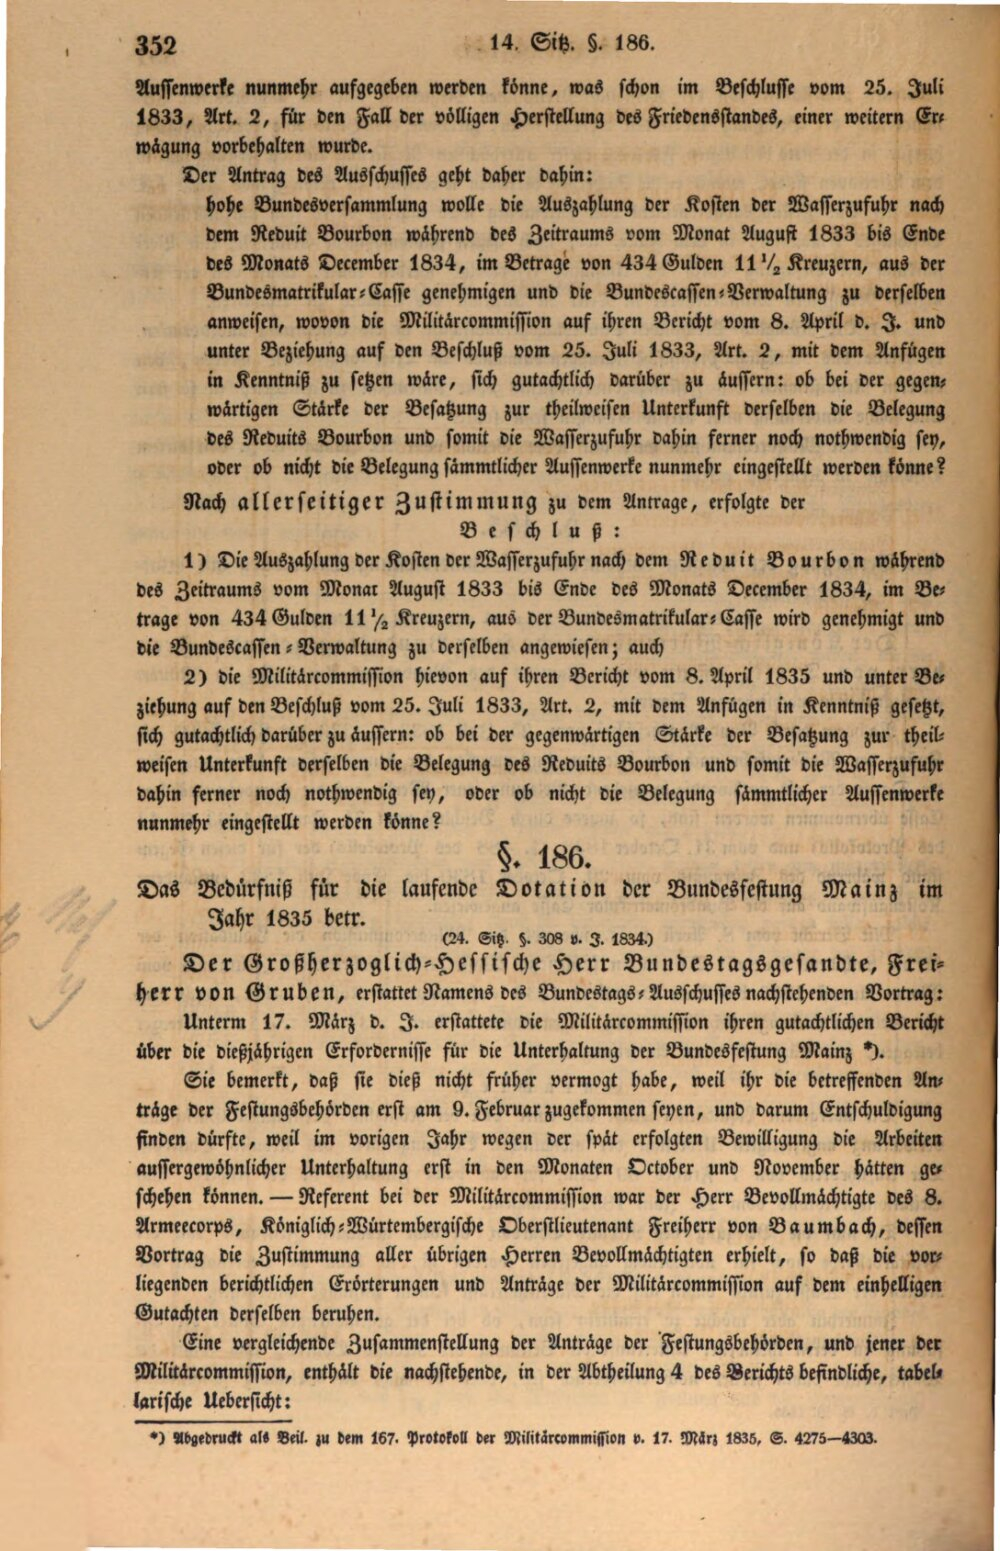 352
14. Sitz. §. 186.
Aussenwerke nunmehr aufgegeben werden könne, was schon im Beschlusse vom 25. Juli
1833, Art. 2, für den Fall der völligen Herstellung des Friedensstandes, einer weitern Er-
wägung vorbehalten wurde.
Der Antrag des Ausschusses geht daher dahin:
hohe Bundesversammlung wolle die Auszahlung der Kosten der Wasserzufuhr nach
dem Reduit Bourbon während des Zeitraums vom Monat August 1833 bis Ende
des Monats December 1834, im Betrage von 434 Gulden 11 1/2 Kreuzern, aus der
Bundesmatrikular-Casse genehmigen und die Bundescassen-Verwaltung zu derselben
anweisen, wovon die Militärcommission auf ihren Bericht vom 8. April d. J. und
unter Beziehung auf den Beschluß vom 25. Juli 1833, Art. 2, mit dem Anfügen
in Kenntniß zu setzen wäre, sich gutachtlich darüber zu äussern: ob bei der gegen-
wärtigen Stärke der Besatzung zur theilweisen Unterkunft derselben die Belegung
des Reduits Bourbon und somit die Wasserzufuhr dahin ferner noch nothwendig sey,
oder ob nicht die Belegung sämmtlicher Aussenwerke nunmehr eingestellt werden könne?
Nach allerseitiger Zustimmung zu dem Antrage, erfolgte der
Beschluß:
1) Die Auszahlung der Kosten der Wasserzufuhr nach dem Reduit Bourbon während
des Zeitraums vom Monat August 1833 bis Ende des Monats December 1834, im Be-
trage von 434 Gulden 11 1/2 Kreuzern, aus der Bundesmatrikular-Casse wird genehmigt und
die Bundescassen-Verwaltung zu derselben angewiesen; auch
2) die Militärcommission hievon auf ihren Bericht vom 8. April 1835 und unter Be-
ziehung auf den Beschluß vom 25. Juli 1833, Art. 2, mit dem Anfügen in Kenntniß gesetzt,
sich gutachtlich darüber zu äussern: ob bei der gegenwärtigen Stärke der Besatzung zur theil-
weisen Unterkunft derselben die Belegung des Reduits Bourbon und somit die Wasserzufuhr
dahin ferner noch nothwendig sey, oder ob nicht die Belegung sämmtlicher Aussenwerke
nunmehr eingestellt werden könne?
§. 186.
Das Bedürfniß für die laufende Dotation der Bundesfestung Mainz im
Jahr 1835 betr.
(24. Sitz. §. 308 v. J. 1834.)
Der Großherzoglich-Hessische Herr Bundestagsgesandte, Frei-
herr von Gruben, erstattet Namens des Bundestags-Ausschusses nachstehenden Vortrag:
Unterm 17. März d. J. erstattete die Militärcommission ihren gutachtlichen Bericht
über die dießjährigen Erfordernisse für die Unterhaltung der Bundesfestung Mainz *).
Sie bemerkt, daß sie dieß nicht früher vermogt habe, weil ihr die betreffenden An-
träge der Festungsbehörden erst am 9. Februar zugekommen seyen, und darum Entschuldigung
finden dürfte, weil im vorigen Jahr wegen der spät erfolgten Bewilligung die Arbeiten
aussergewöhnlicher Unterhaltung erst in den Monaten October und November hätten ge-
schehen können. — Referent bei der Militärcommission war der Herr Bevollmächtigte des 8.
Armeecorps, Königlich-Würtembergische Oberstlieutenant Freiherr von Baumbach, dessen
Vortrag die Zustimmung aller übrigen Herren Bevollmächtigten erhielt, so daß die vor-
liegenden berichtlichen Erörterungen und Anträge der Militärcommission auf dem einhelligen
Gutachten derselben beruhen.
Eine vergleichende Zusammenstellung der Anträge der Festungsbehörden, und jener der
Militärcommission, enthält die nachstehende, in der Abtheilung 4 des Berichts befindliche, tabel-
larische Uebersicht:
*) Abgedruckt als Beil. zu dem 167. Protokoll der Militärcommission v. 17. März 1835, S. 4275—4303.